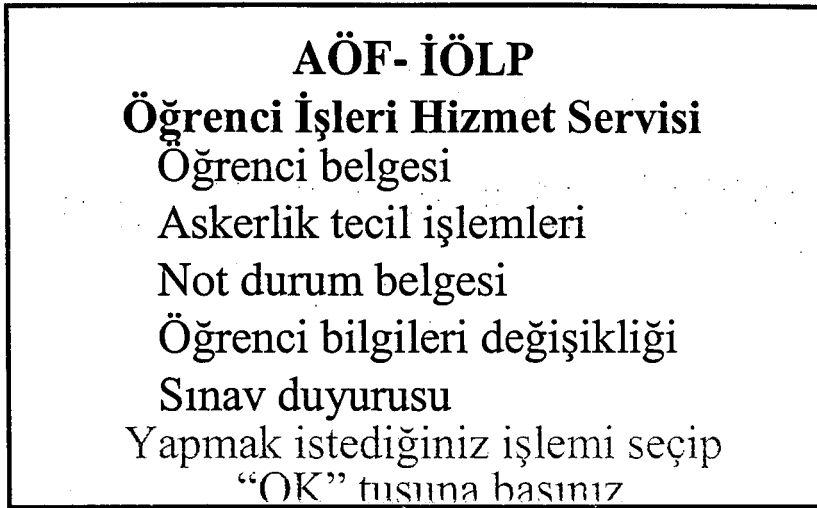 AÖF- İÖLP
Öğrenci İşleri Hizmet Servisi
Öğrenci belgesi
Askerlik tecil işlemleri
Not durum belgesi
Öğrenci bilgileri değişikliği
Sınav duyurusu
Yapmak istediğiniz işlemi seçip
“OK” tuşuna basınız